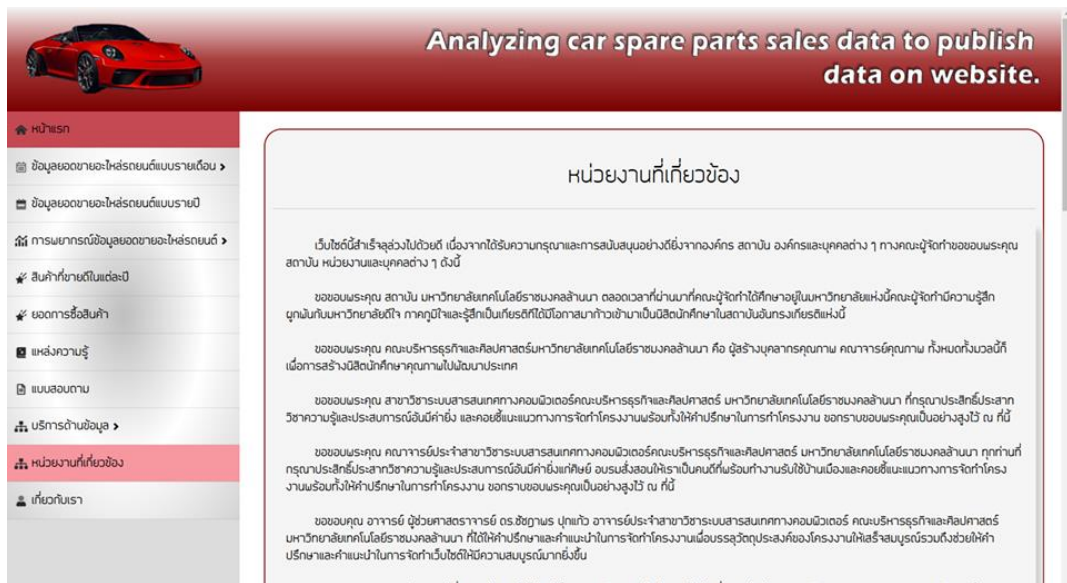 Analyzing car spare parts sales data to publish
data on website.
หน้าแรก
ข้อมูลยอดขายอะไหล่รถยนต์แบบรายเดือน
ข้อมูลยอดขายอะไหล่รถยนต์แบบรายปี
การพยากรณ์ข้อมูลยอดขายอะไหล่รถยนต์
สินค้าที่ขายดีในแต่ละปี
ยอดการซื้อสินค้า
แหล่งความรู้
แบบสอบถาม
บริการด้านข้อมูล
หน่วยงานที่เกี่ยวข้อง
เกี่ยวกับเรา
หน่วยงานที่เกี่ยวข้อง
เว็บไซต์นี้สำเร็จลุล่วงไปด้วยดี เนื่องจากได้รับความกรุณาและการสนับสนุนอย่างดียิ่งจากองค์กร สถาบัน องค์กรและบุคคลต่าง ๆ ทางคณะผู้จัดทำขอขอบพระคุณ
สถาบัน หน่วยงานและบุคคลต่าง ๆ ดังนี้
ขอขอบพระคุณ สถาบัน มหาวิทยาลัยเทคโนโลยีราชมงคลล้านนา ตลอดเวลาที่ผ่านมาที่คณะผู้จัดทำได้ศึกษาอยู่ในมหาวิทยาลัยแห่งนี้คณะผู้จัดทำมีความรู้สึก
ผูกพันกับมหาวิทยาลัยดีใจ ภาคภูมิใจและรู้สึกเป็นเกียรติที่ได้มีโอกาสมาก้าวเข้ามาเป็นนิสิตนักศึกษาในสถาบันอันทรงเกียรติแห่งนี้
ขอขอบพระคุณ คณะบริหารธุรกิจและศิลปศาสตร์มหาวิทยาลัยเทคโนโลยีราชมงคลล้านนา คือ ผู้สร้างบุคลากรคุณภาพ คณาจารย์คุณภาพ ทั้งหมดทั้งมวลนี้ก็
เพื่อการสร้างนิสิตนักศึกษาคุณภาพไปพัฒนาประเทศ
ขอขอบพระคุณ สาขาวิชาระบบสารสนเทศทางคอมพิวเตอร์คณะบริหารธุรกิจและศิลปศาสตร์ มหาวิทยาลัยเทคโนโลยีราชมงคลล้านนา ที่กรุณาประสิทธิ์ประสาท
วิชาความรู้และประสบการณ์อันมีค่ายิ่ง และคอยชี้แนะแนวทางการจัดทำโครงงานพร้อมทั้งให้คำปรึกษาในการทำโครงงาน ขอกราบขอบพระคุณเป็นอย่างสูงไว้ ณ ที่นี้
ขอขอบพระคุณ คณาจารย์ประจำสาขาวิชาระบบสารสนเทศทางคอมพิวเตอร์คณะบริหารธุรกิจและศิลปศาสตร์ มหาวิทยาลัยเทคโนโลยีราชมงคลล้านนา ทุกท่านที่
กรุณาประสิทธิ์ประสาทวิชาความรู้และประสบการณ์อันมีค่ายิ่งแก่ศิษย์ อบรมสั่งสอนให้เราเป็นคนดีที่พร้อมทำงานรับใช้บ้านเมืองและคอยชี้แนะแนวทางการจัดทำโครง
งานพร้อมทั้งให้คำปรึกษาในการทำโครงงาน ขอกราบขอบพระคุณเป็นอย่างสูงไว้ ณ ที่นี้
ขอขอบคุณ อาจารย์ ผู้ช่วยศาสตราจารย์ ดร.ชัชฎาพร ปุกแก้ว อาจารย์ประจำสาขาวิชาระบบสารสนเทศทางคอมพิวเตอร์ คณะบริหารธุรกิจและศิลปศาสตร์
มหาวิทยาลัยเทคโนโลยีราชมงคลล้านนา ที่ได้ให้คำปรึกษาและคำแนะนำในการจัดทำโครงงานเพื่อบรรลุวัตถุประสงค์ของโครงงานให้เสร็จสมบูรณ์รวมถึงช่วยให้คำ
ปรึกษาและคำแนะนำในการจัดทำเว็บไซต์ให้มีความสมบูรณ์มากยิ่งขึ้น